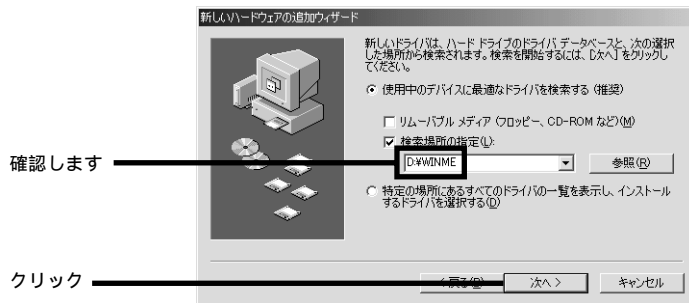 新しいハードウェアの追加ウィザード
新しいドライバは、ハード ドライブのドライバ データベースと、次の選択
した場所から検索されます。検索を開始するには、[次へ] をクリックし
てください。
使用中のデバイスに最適なドライバを検索する (推奨)
リムーバブル メディア (フロッピー、CD-ROM など)(M)
検索場所の指定(L):
確認します
D:¥WINME
参照(R)
特定の場所にあるすべてのドライバの一覧を表示し、インストール
するドライバを選択する(D)
クリック
< 戻る(B)
次へ >
キャンセル